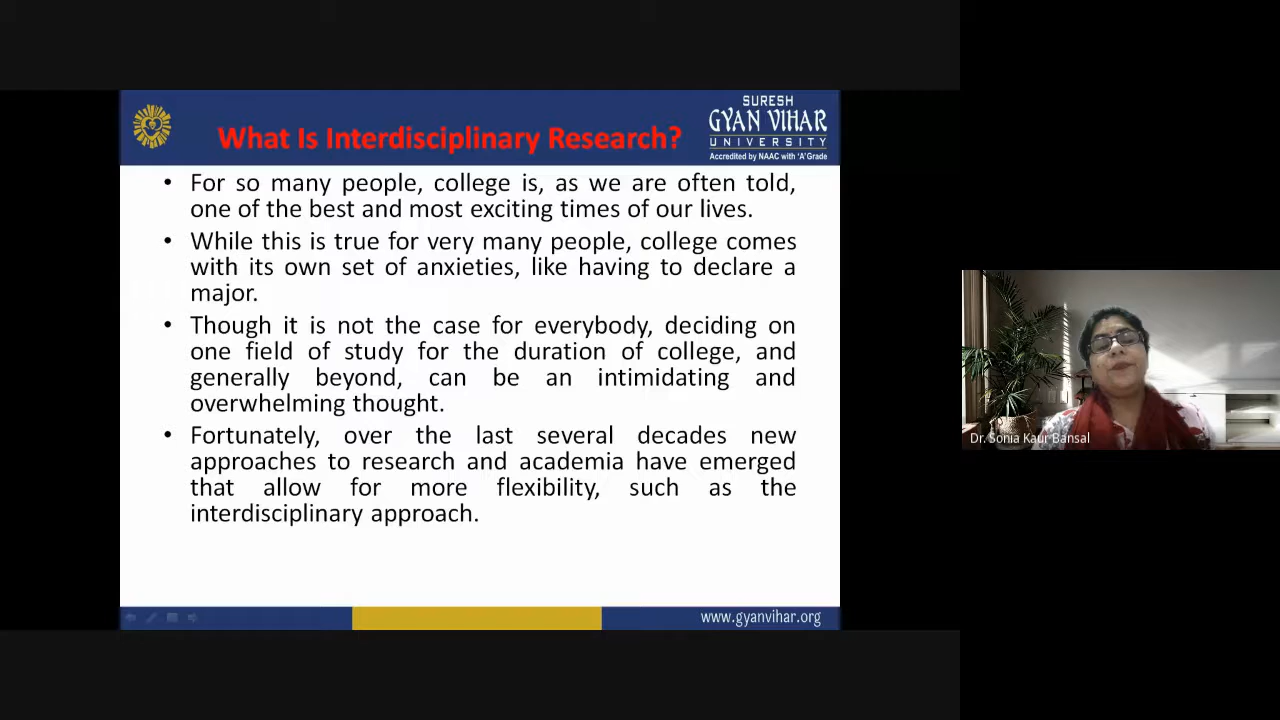 What Is Interdisciplinary Research?
SURESH
GYAN VIHAR
UNIVERSITY
Accredited by NAAC with 'A' Grade
• For so many people, college is, as we are often told,
one of the best and most exciting times of our lives.
• While this is true for very many people, college comes
with its own set of anxieties, like having to declare a
major.
• Though it is not the case for everybody, deciding on
one field of study for the duration of college, and
generally beyond, can be an intimidating and
overwhelming thought.
• Fortunately, over the last several decades new
approaches to research and academia have emerged
that allow for more flexibility, such as the
interdisciplinary approach.
www.gyanvihar.org
Dr. Sonia Kaur Bansal